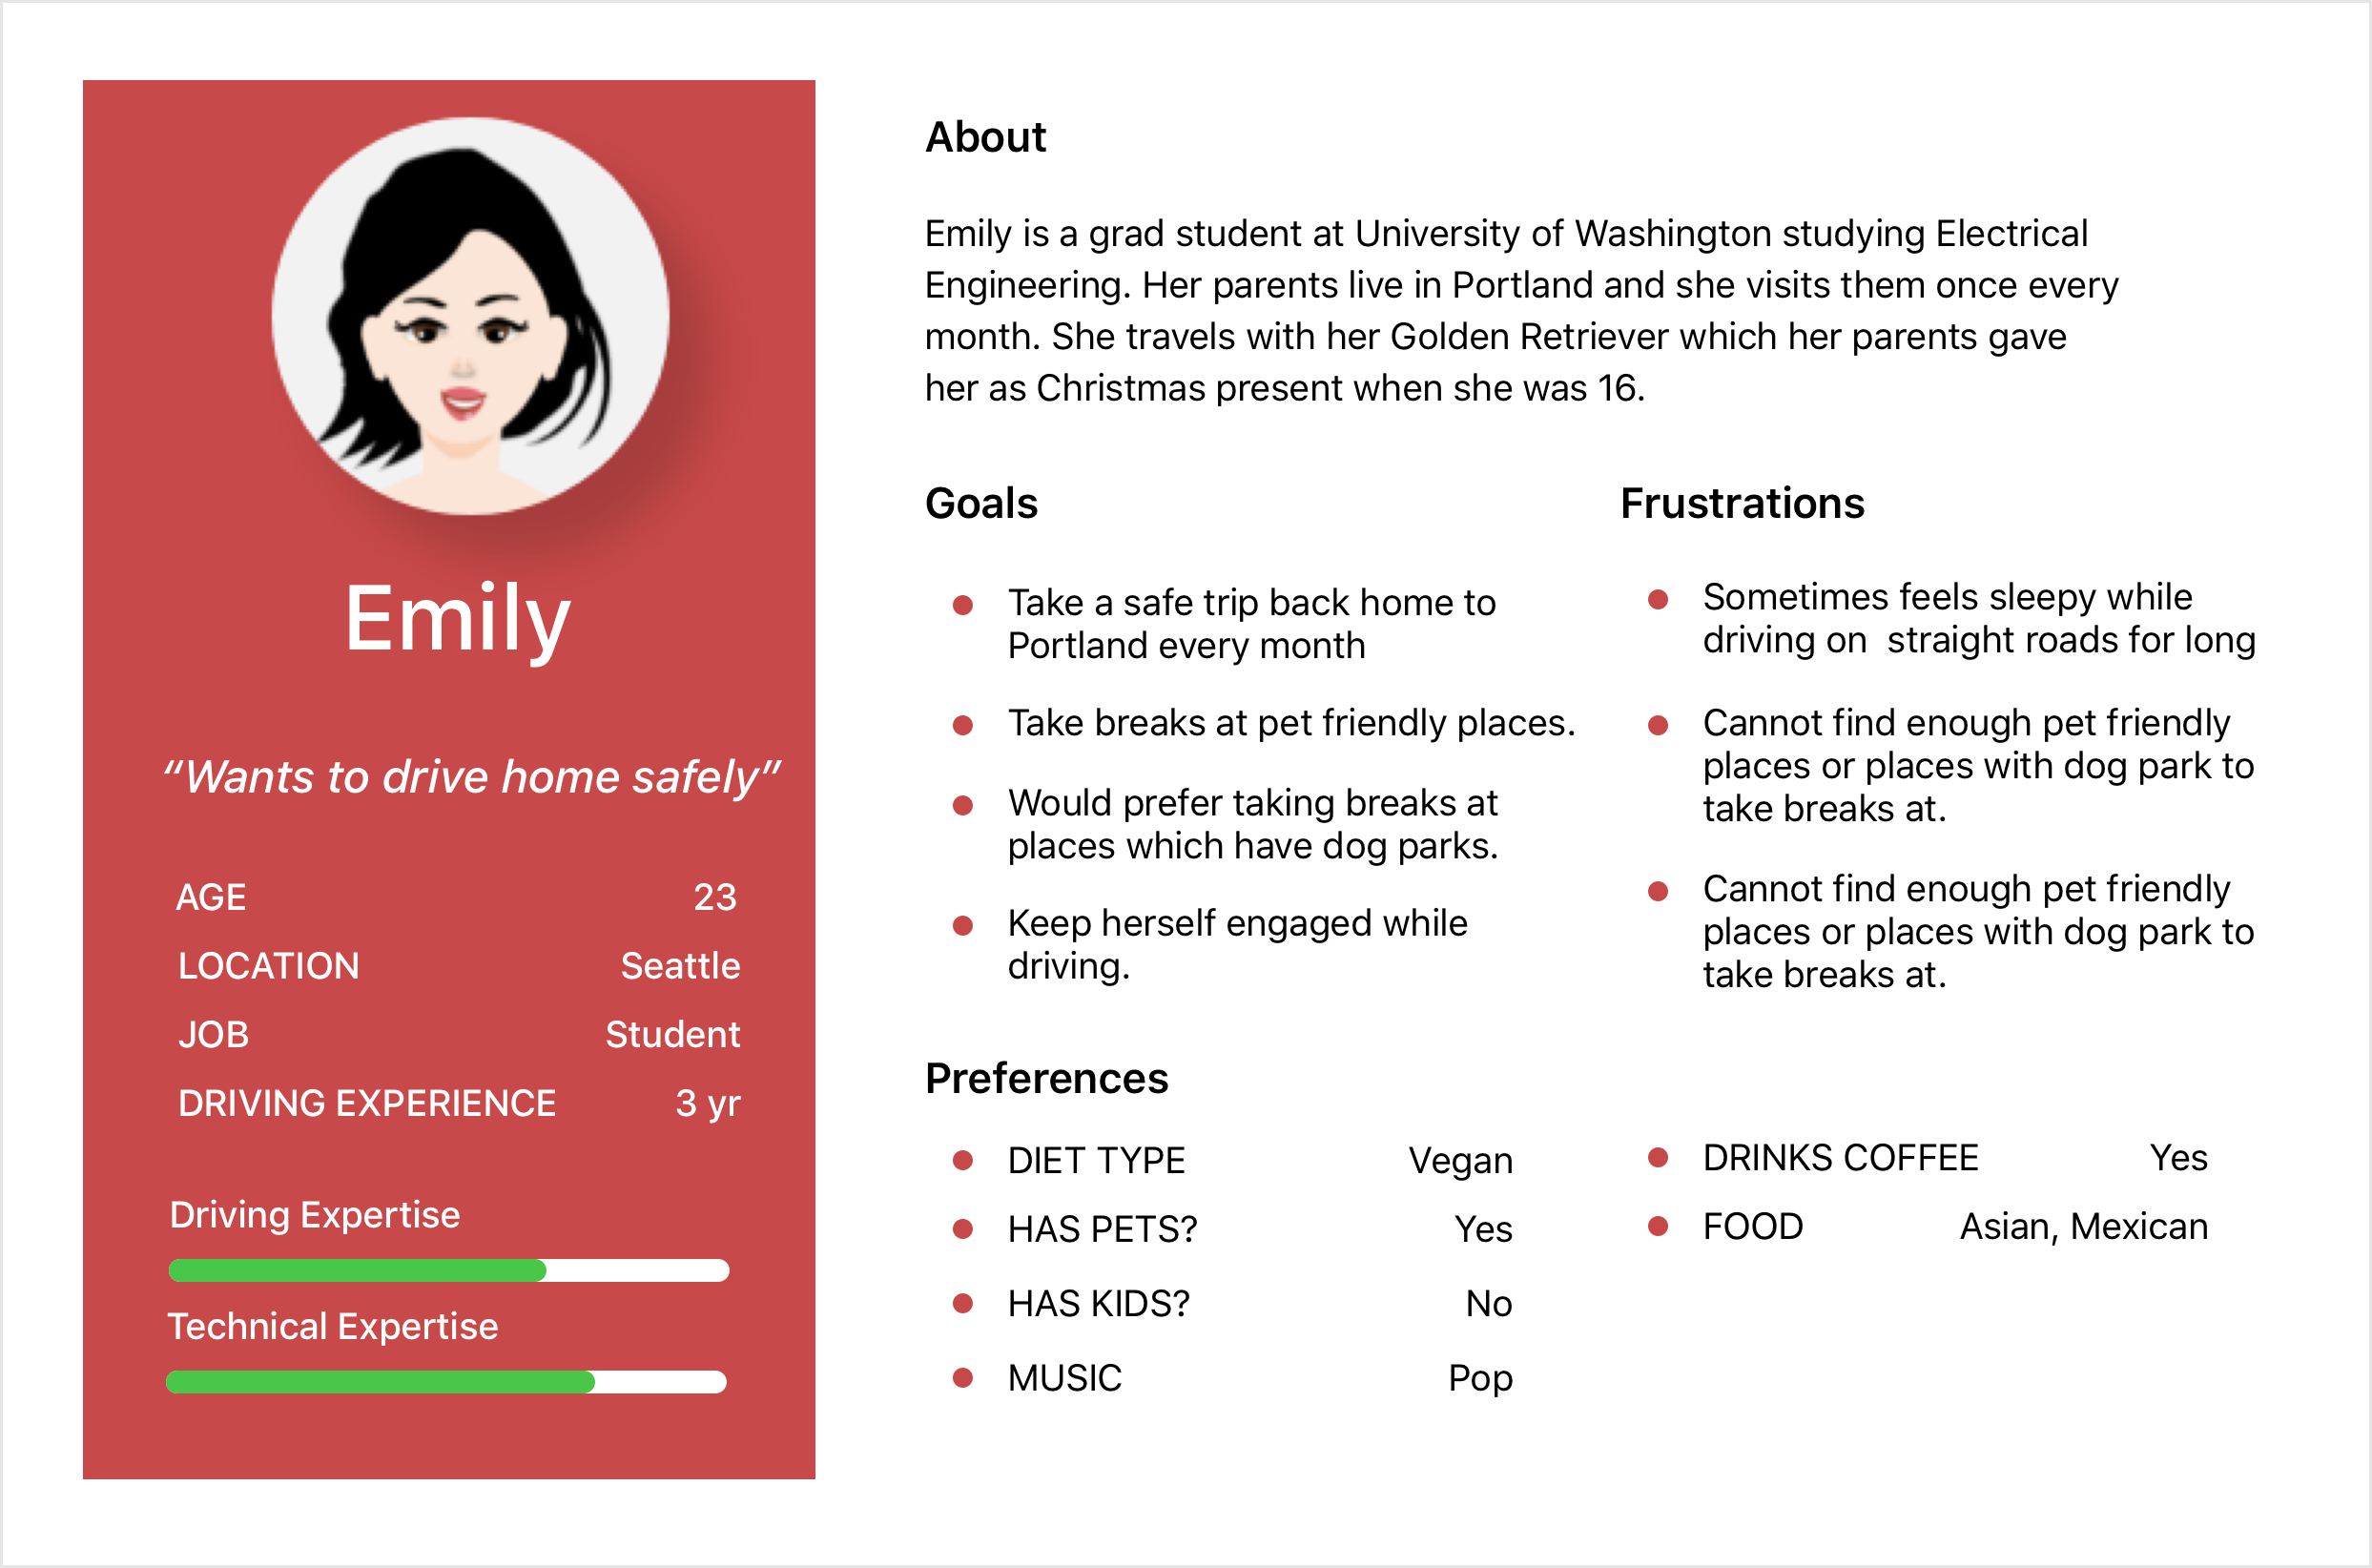 Emily
“Wants to drive home safely”
AGE 23
LOCATION Seattle
JOB Student
DRIVING EXPERIENCE 3 yr
Driving Expertise
Technical Expertise
About
Emily is a grad student at University of Washington studying Electrical
Engineering. Her parents live in Portland and she visits them once every
month. She travels with her Golden Retriever which her parents gave
her as Christmas present when she was 16.
Goals
Take a safe trip back home to
Portland every month
Take breaks at pet friendly places.
Would prefer taking breaks at
places which have dog parks.
Keep herself engaged while
driving.
Frustrations
Sometimes feels sleepy while
driving on  straight roads for long
Cannot find enough pet friendly
places or places with dog park to
take breaks at.
Cannot find enough pet friendly
places or places with dog park to
take breaks at.
Preferences
DIET TYPE Vegan
HAS PETS? Yes
HAS KIDS? No
MUSIC Pop
DRINKS COFFEE Yes
FOOD Asian, Mexican